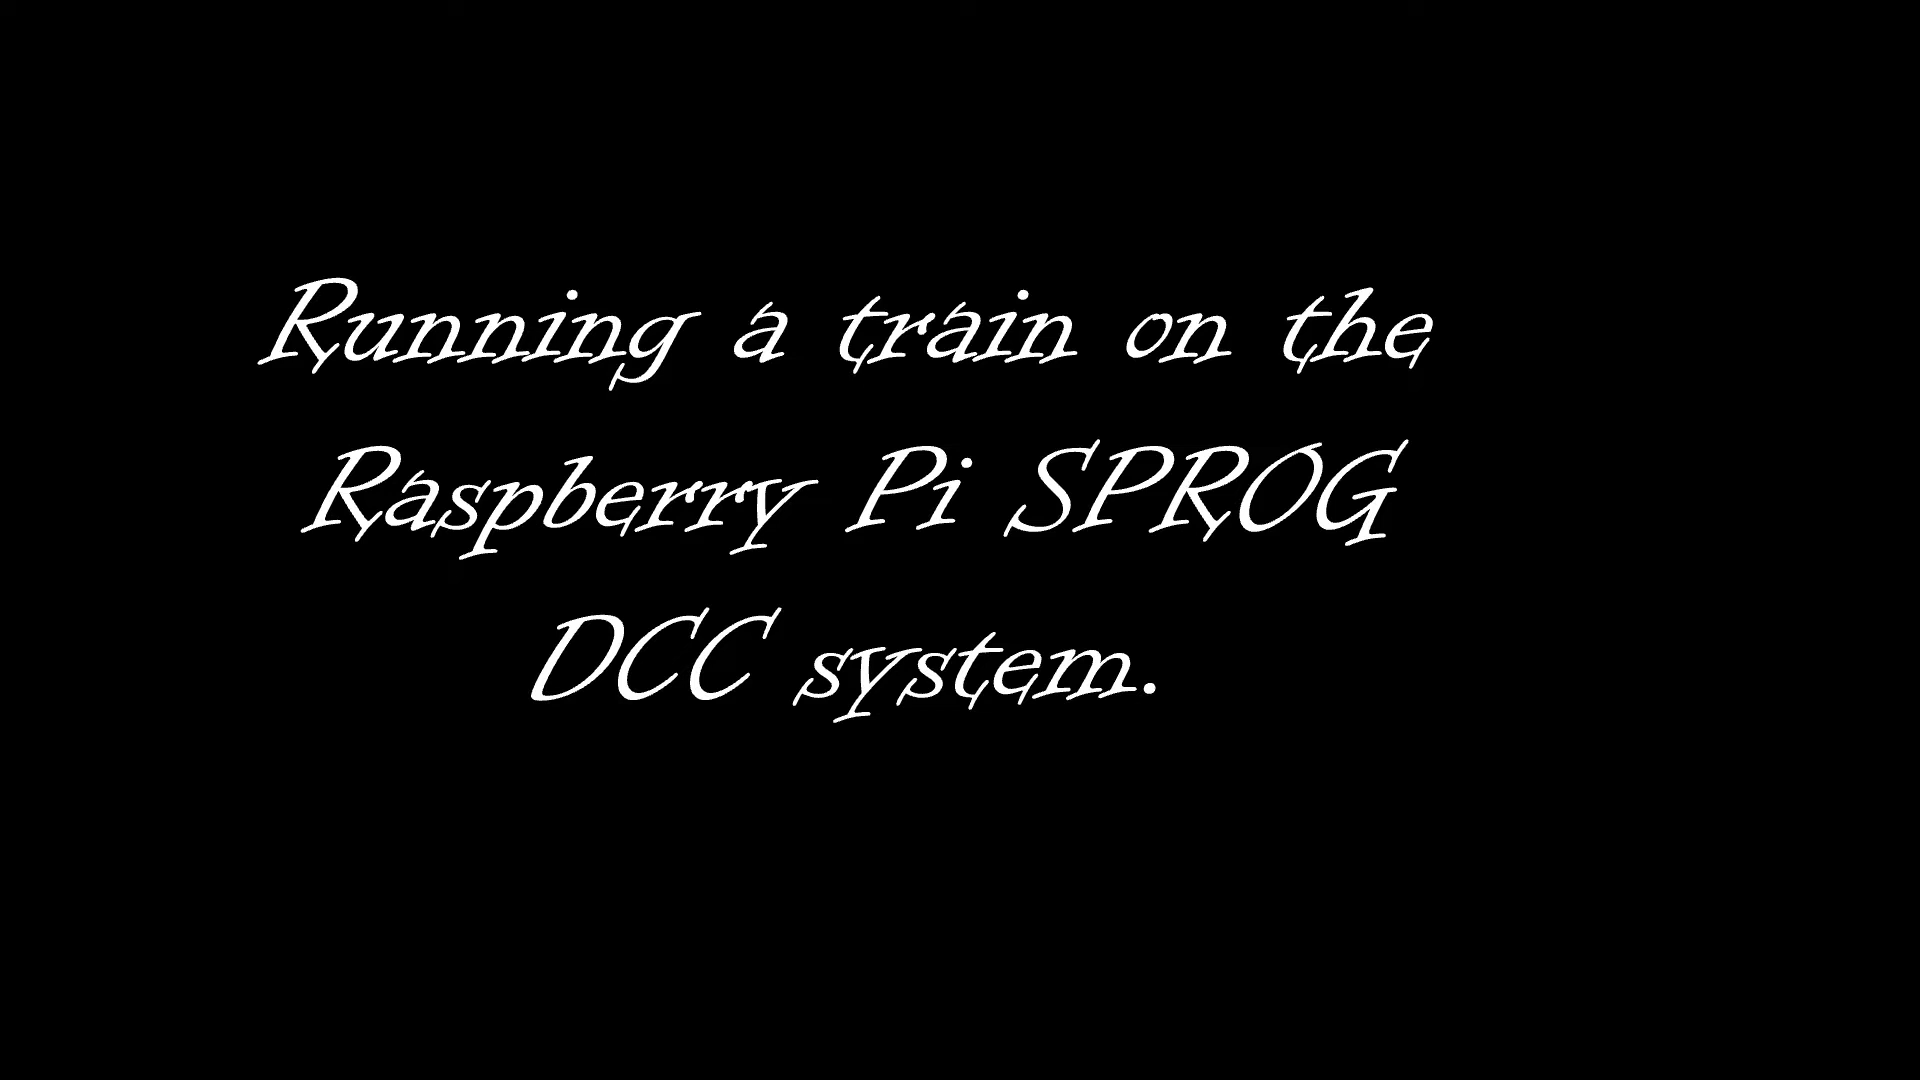 Running a train on the
Raspberry Pi SPROG
DCC system.